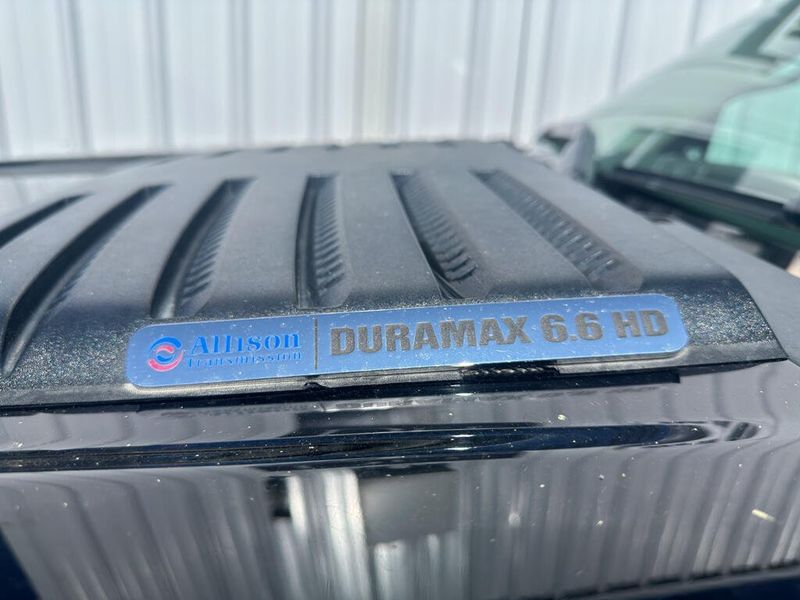 Allison DURAMAX 6.6 HD
Transmission